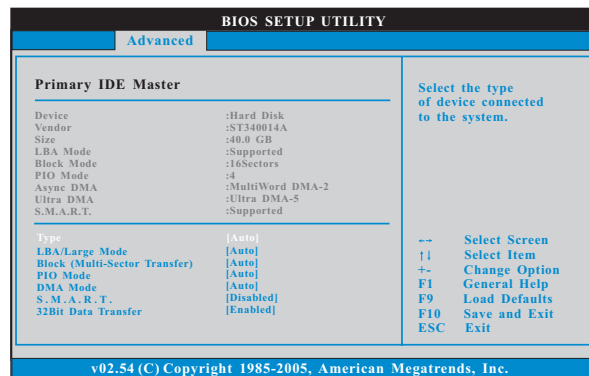 BIOS SETUP UTILITY
Advanced
Primary IDE Master
Device :Hard Disk
Vendor :ST340014A
Size :40.0 GB
LBA Mode :Supported
Block Mode :16Sectors
PIO Mode :4
Async DMA :MultiWord DMA-2
Ultra DMA :Ultra DMA-5
S.M.A.R.T. :Supported
Type [Auto]
LBA/Large Mode [Auto]
Block (Multi-Sector Transfer) [Auto]
PIO Mode [Auto]
DMA Mode [Auto]
S.M.A.R.T. [Disabled]
32Bit Data Transfer [Enabled]
Select the type
of device connected
to the system.
←→ Select Screen
↑↓ Select Item
+- Change Option
F1 General Help
F9 Load Defaults
F10 Save and Exit
ESC Exit
v02.54 (C) Copyright 1985-2005, American Megatrends, Inc.